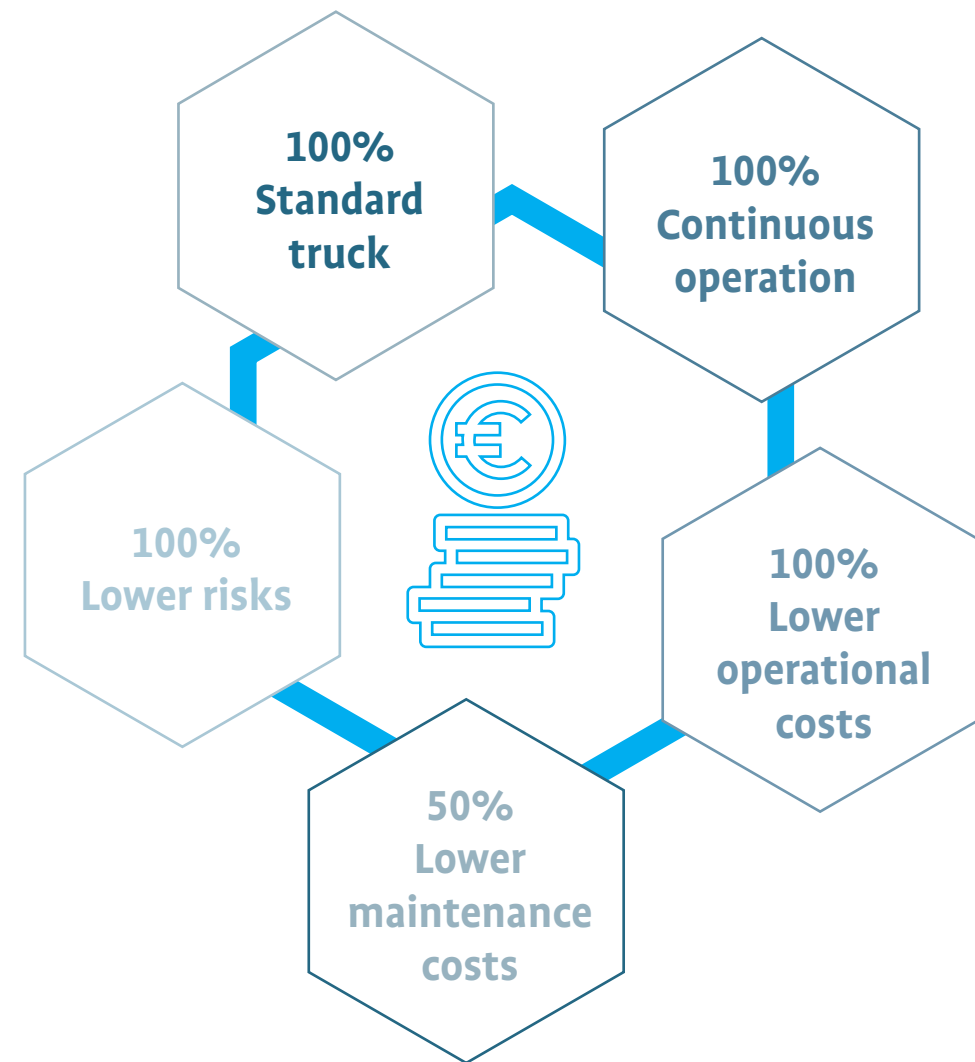 100%
Standard
truck
100%
Continuous
operation
100%
Lower risks
100%
Lower
operational
costs
50%
Lower
maintenance
costs